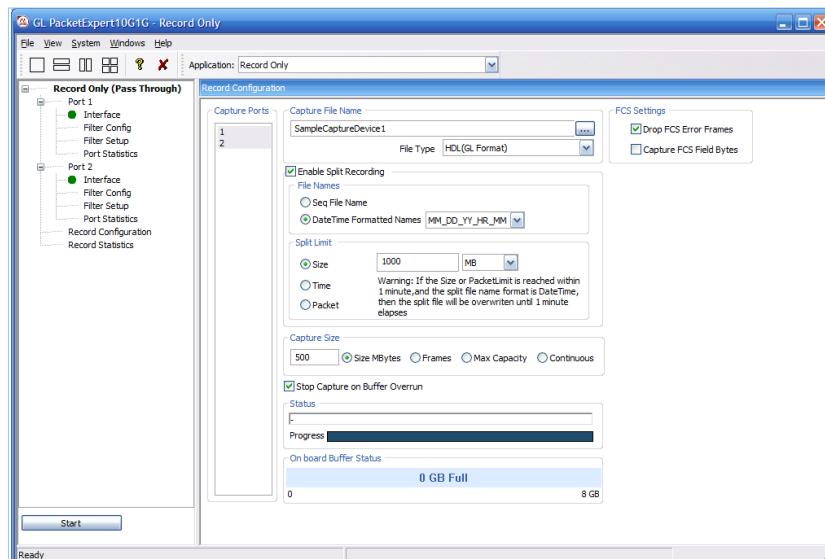 GL PacketExpert10G1G - Record Only
File View System Windows Help
Application: Record Only
Record Only (Pass Through)
Port 1
Interface
Filter Config
Filter Setup
Port Statistics
Port 2
Interface
Filter Config
Filter Setup
Port Statistics
Record Configuration
Record Statistics
Start
Record Configuration
Capture Ports
1
2
Capture File Name
SampleCaptureDevice1 ...
File Type HDL(GL Format)
Enable Split Recording
File Names
Seq File Name
DateTime Formatted Names MM_DD_YY_HR_MM
Split Limit
Size 1000 MB
Time
Packet
Warning: If the Size or PacketLimit is reached within
1 minute,and the split file name format is DateTime,
then the split file will be overwriten until 1 minute
elapses
Capture Size
500 Size MBytes Frames Max Capacity Continuous
Stop Capture on Buffer Overrun
Status
-
Progress
On board Buffer Status
0 GB Full
0 8 GB
FCS Settings
Drop FCS Error Frames
Capture FCS Field Bytes
Ready